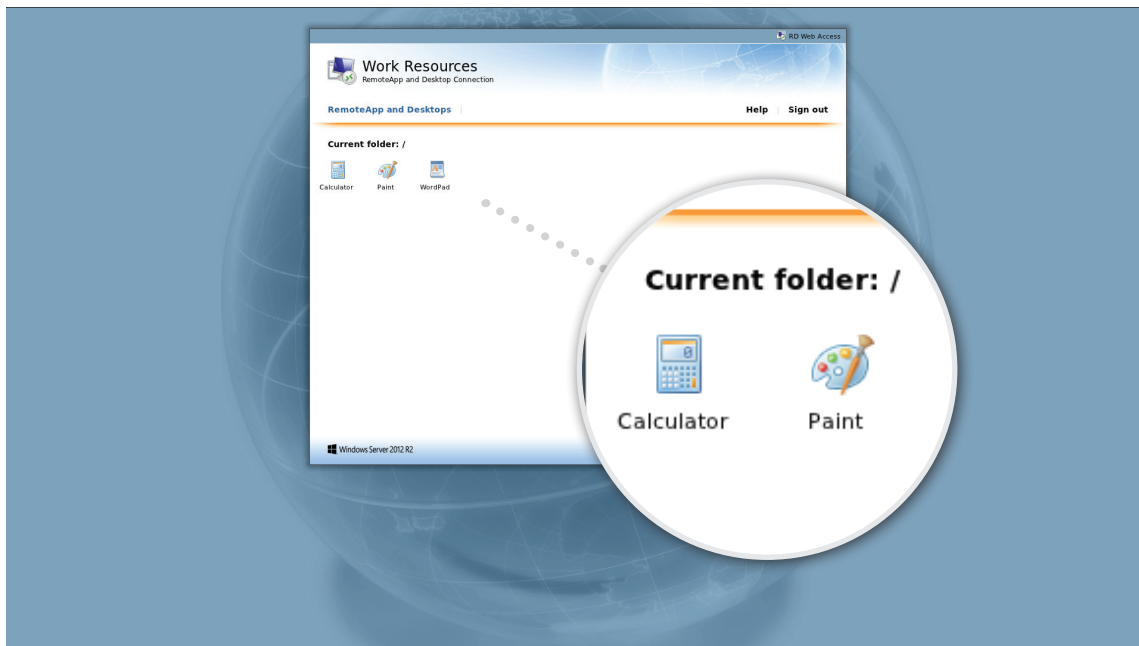 RD Web Access
Work Resources
RemoteApp and Desktop Connection
RemoteApp and Desktops
Help
Sign out
Current folder: /
Calculator
Paint
WordPad
Current folder: /
0
Calculator
Paint
Windows Server 2012 R2